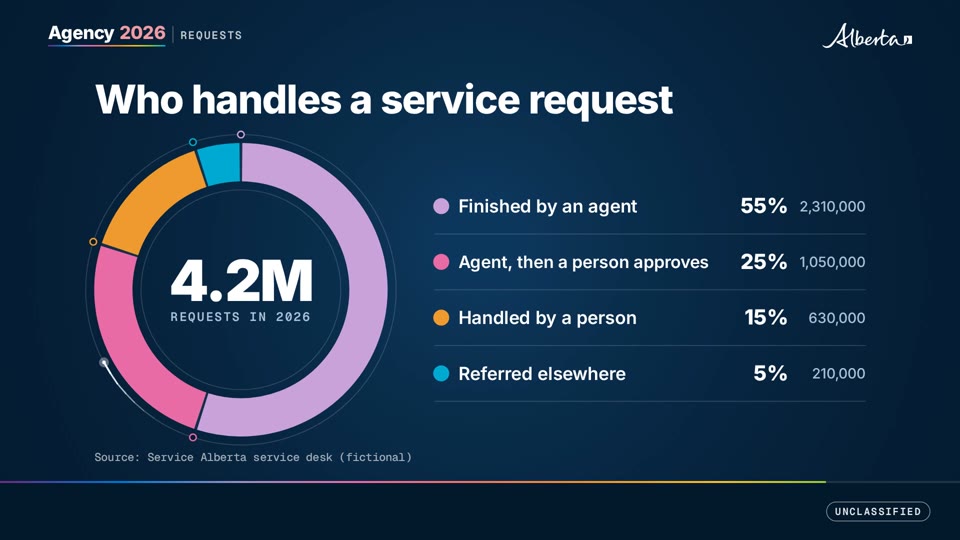 Agency 2026 | REQUESTS
Alberta
Who handles a service request
4.2M
REQUESTS IN 2026
Finished by an agent 55% 2,310,000
Agent, then a person approves 25% 1,050,000
Handled by a person 15% 630,000
Referred elsewhere 5% 210,000
Source: Service Alberta service desk (fictional)
UNCLASSIFIED